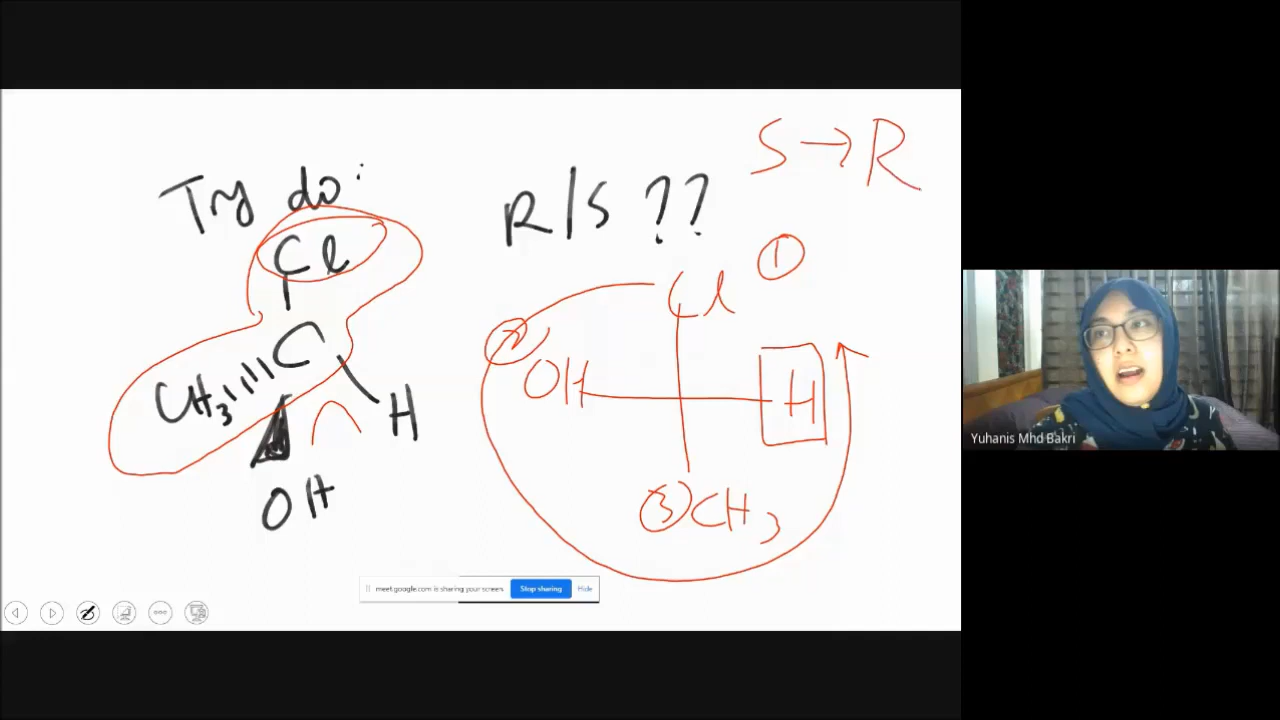 Try do:
R/S ??
S → R
Cl
C
CH3
H
OH
Cl ①
②
OH
H
③ CH3
meet.google.com is sharing your screen Stop sharing Hide
Yuhanis Mhd Bakri